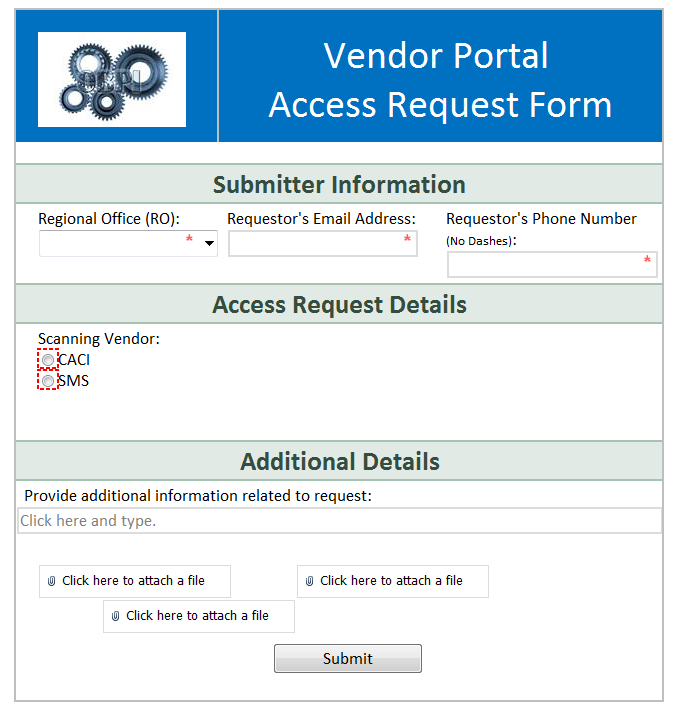 Vendor Portal
Access Request Form
Submitter Information
Regional Office (RO): Requestor's Email Address: Requestor's Phone Number
(No Dashes):
* * *
Access Request Details
Scanning Vendor:
CACI
SMS
Additional Details
Provide additional information related to request:
Click here and type.
Click here to attach a file Click here to attach a file
Click here to attach a file
Submit